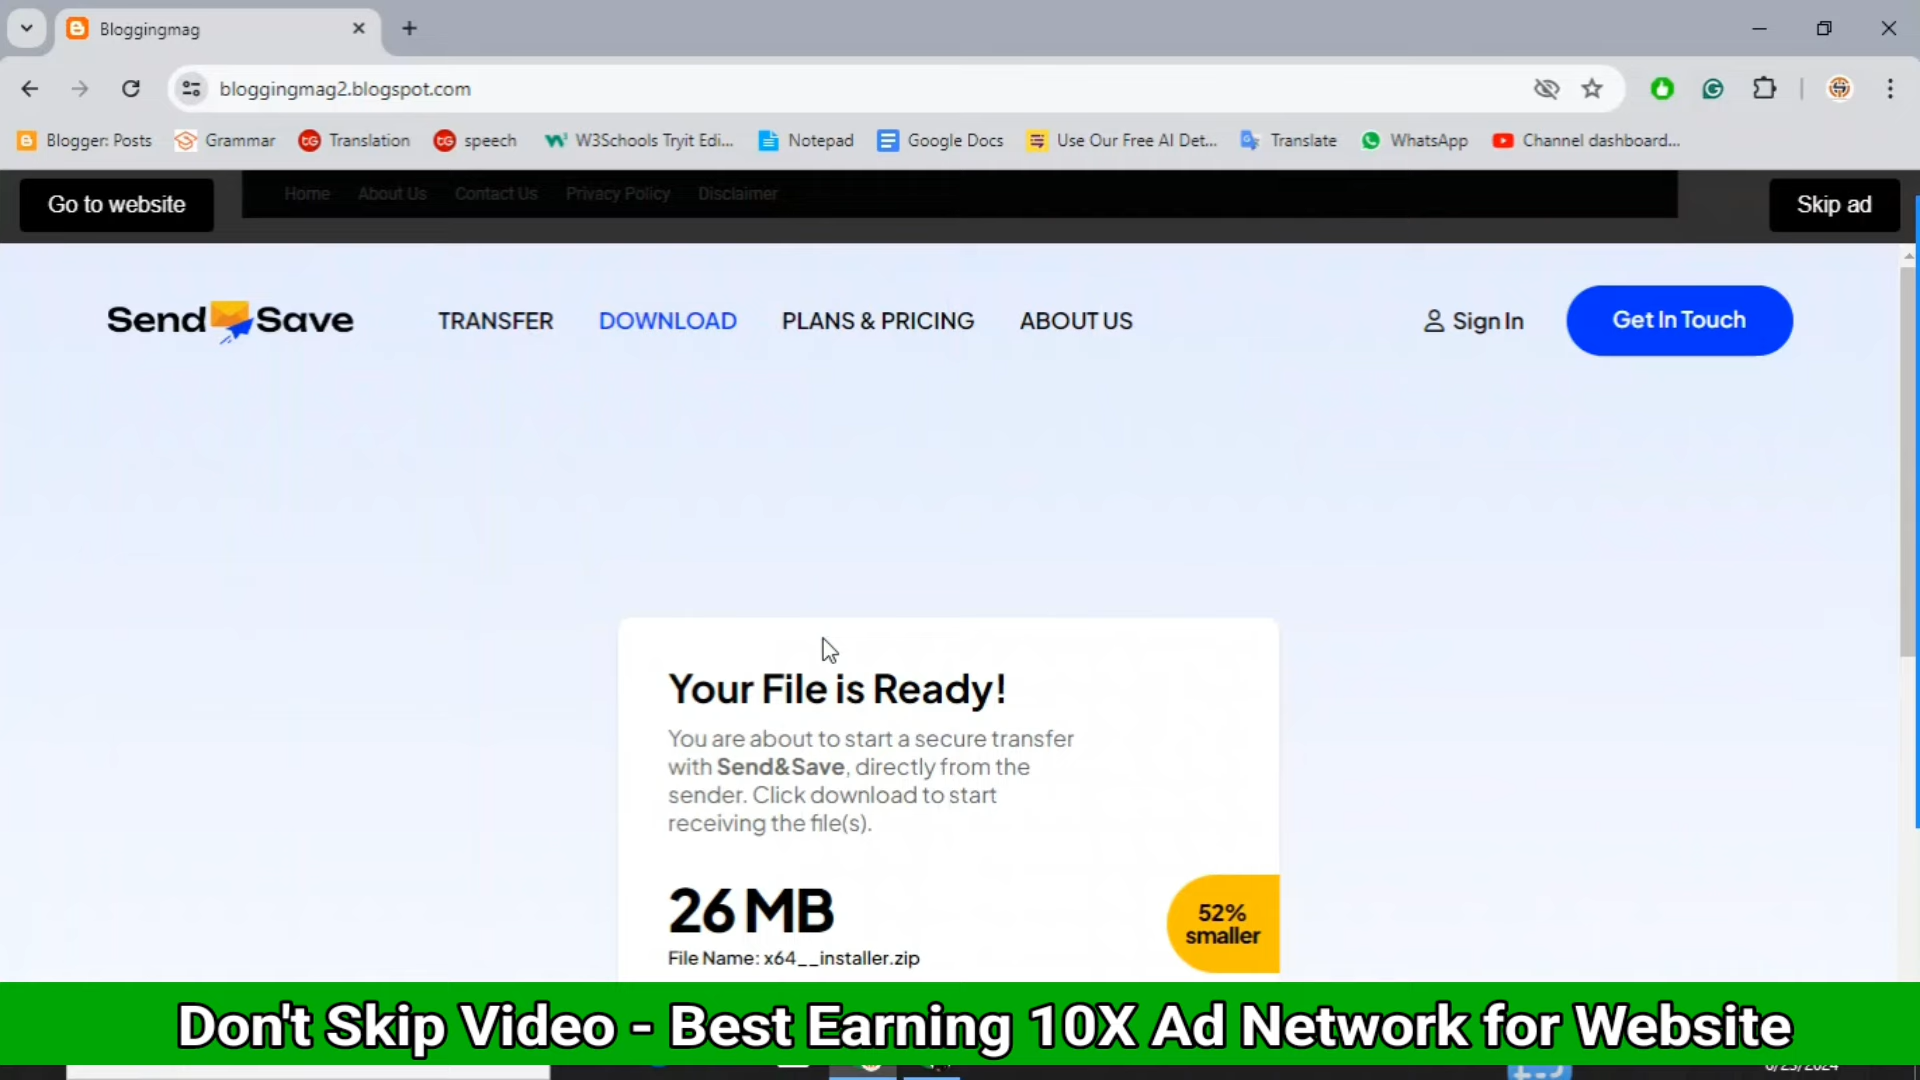 Bloggingmag
bloggingmag2.blogspot.com
Blogger: Posts Grammar Translation speech W3Schools Tryit Edi... Notepad Google Docs Use Our Free AI Det... Translate WhatsApp Channel dashboard...
Go to website Home About Us Contact Us Privacy Policy Disclaimer Skip ad
Send Save TRANSFER DOWNLOAD PLANS & PRICING ABOUT US Sign In Get In Touch
Your File is Ready!
You are about to start a secure transfer
with Send&Save, directly from the
sender. Click download to start
receiving the file(s).
26 MB
52%
smaller
File Name: x64__installer.zip
Don't Skip Video - Best Earning 10X Ad Network for Website